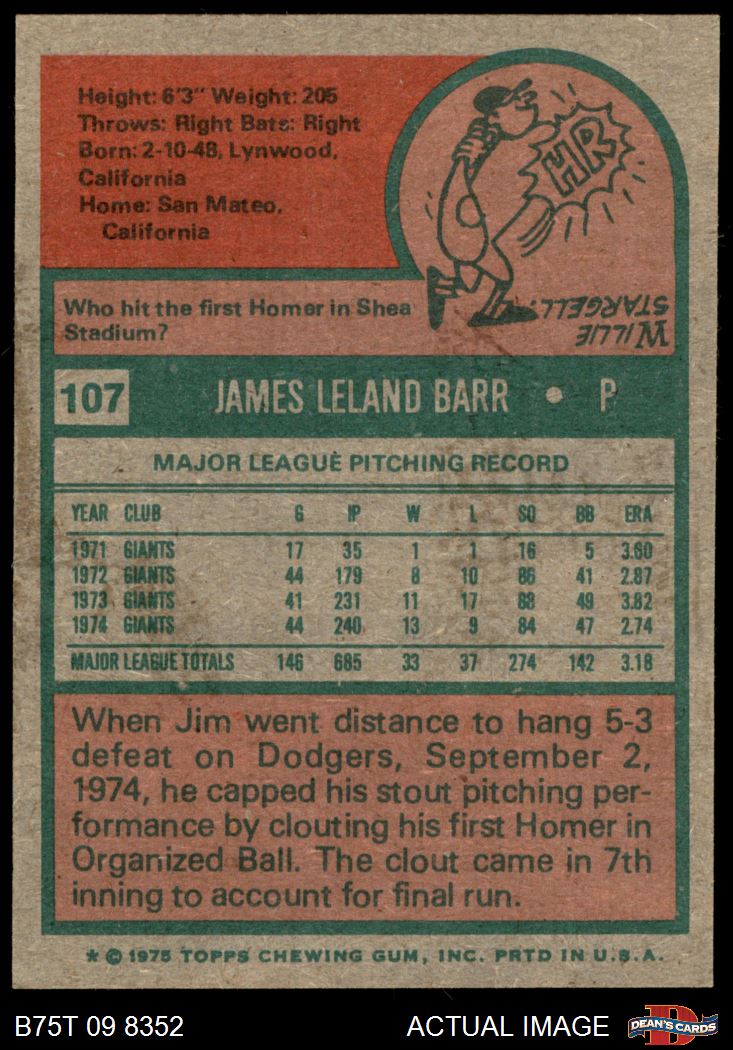 Height: 6'3" Weight: 205
Throws: Right Bats: Right
Born: 2-10-48, Lynwood,
California
Home: San Mateo,
California
HR
Who hit the first Homer in Shea
Stadium?
WILLIE
STARGELL.
107 JAMES LELAND BARR • P
MAJOR LEAGUE PITCHING RECORD
YEAR CLUB G IP W L SO BB ERA
1971 GIANTS 17 35 1 1 16 5 3.60
1972 GIANTS 44 179 8 10 86 41 2.87
1973 GIANTS 41 231 11 17 88 49 3.82
1974 GIANTS 44 240 13 9 84 47 2.74
MAJOR LEAGUE TOTALS 146 685 33 37 274 142 3.18
When Jim went distance to hang 5-3
defeat on Dodgers, September 2,
1974, he capped his stout pitching per-
formance by clouting his first Homer in
Organized Ball. The clout came in 7th
inning to account for final run.
* © 1975 TOPPS CHEWING GUM, INC. PRTD IN U.S.A.
B75T 09 8352 ACTUAL IMAGE
D
DEAN'S CARDS